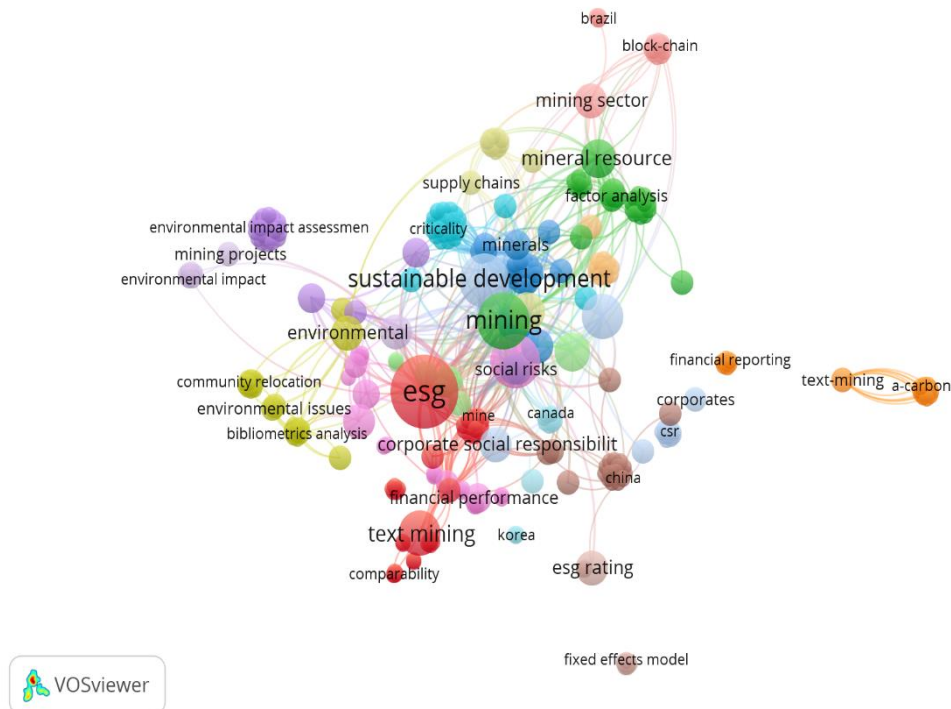 brazil
block-chain
mining sector
mineral resource
supply chains
factor analysis
environmental impact assessmen
criticality
mining projects
minerals
environmental impact
sustainable development
mining
environmental
social risks
financial reporting
community relocation
esg
text-mining
a-carbon
corporates
environmental issues
mine
canada
bibliometrics analysis
corporate social responsibilit
csr
china
financial performance
text mining
korea
comparability
esg rating
fixed effects model
VOSviewer